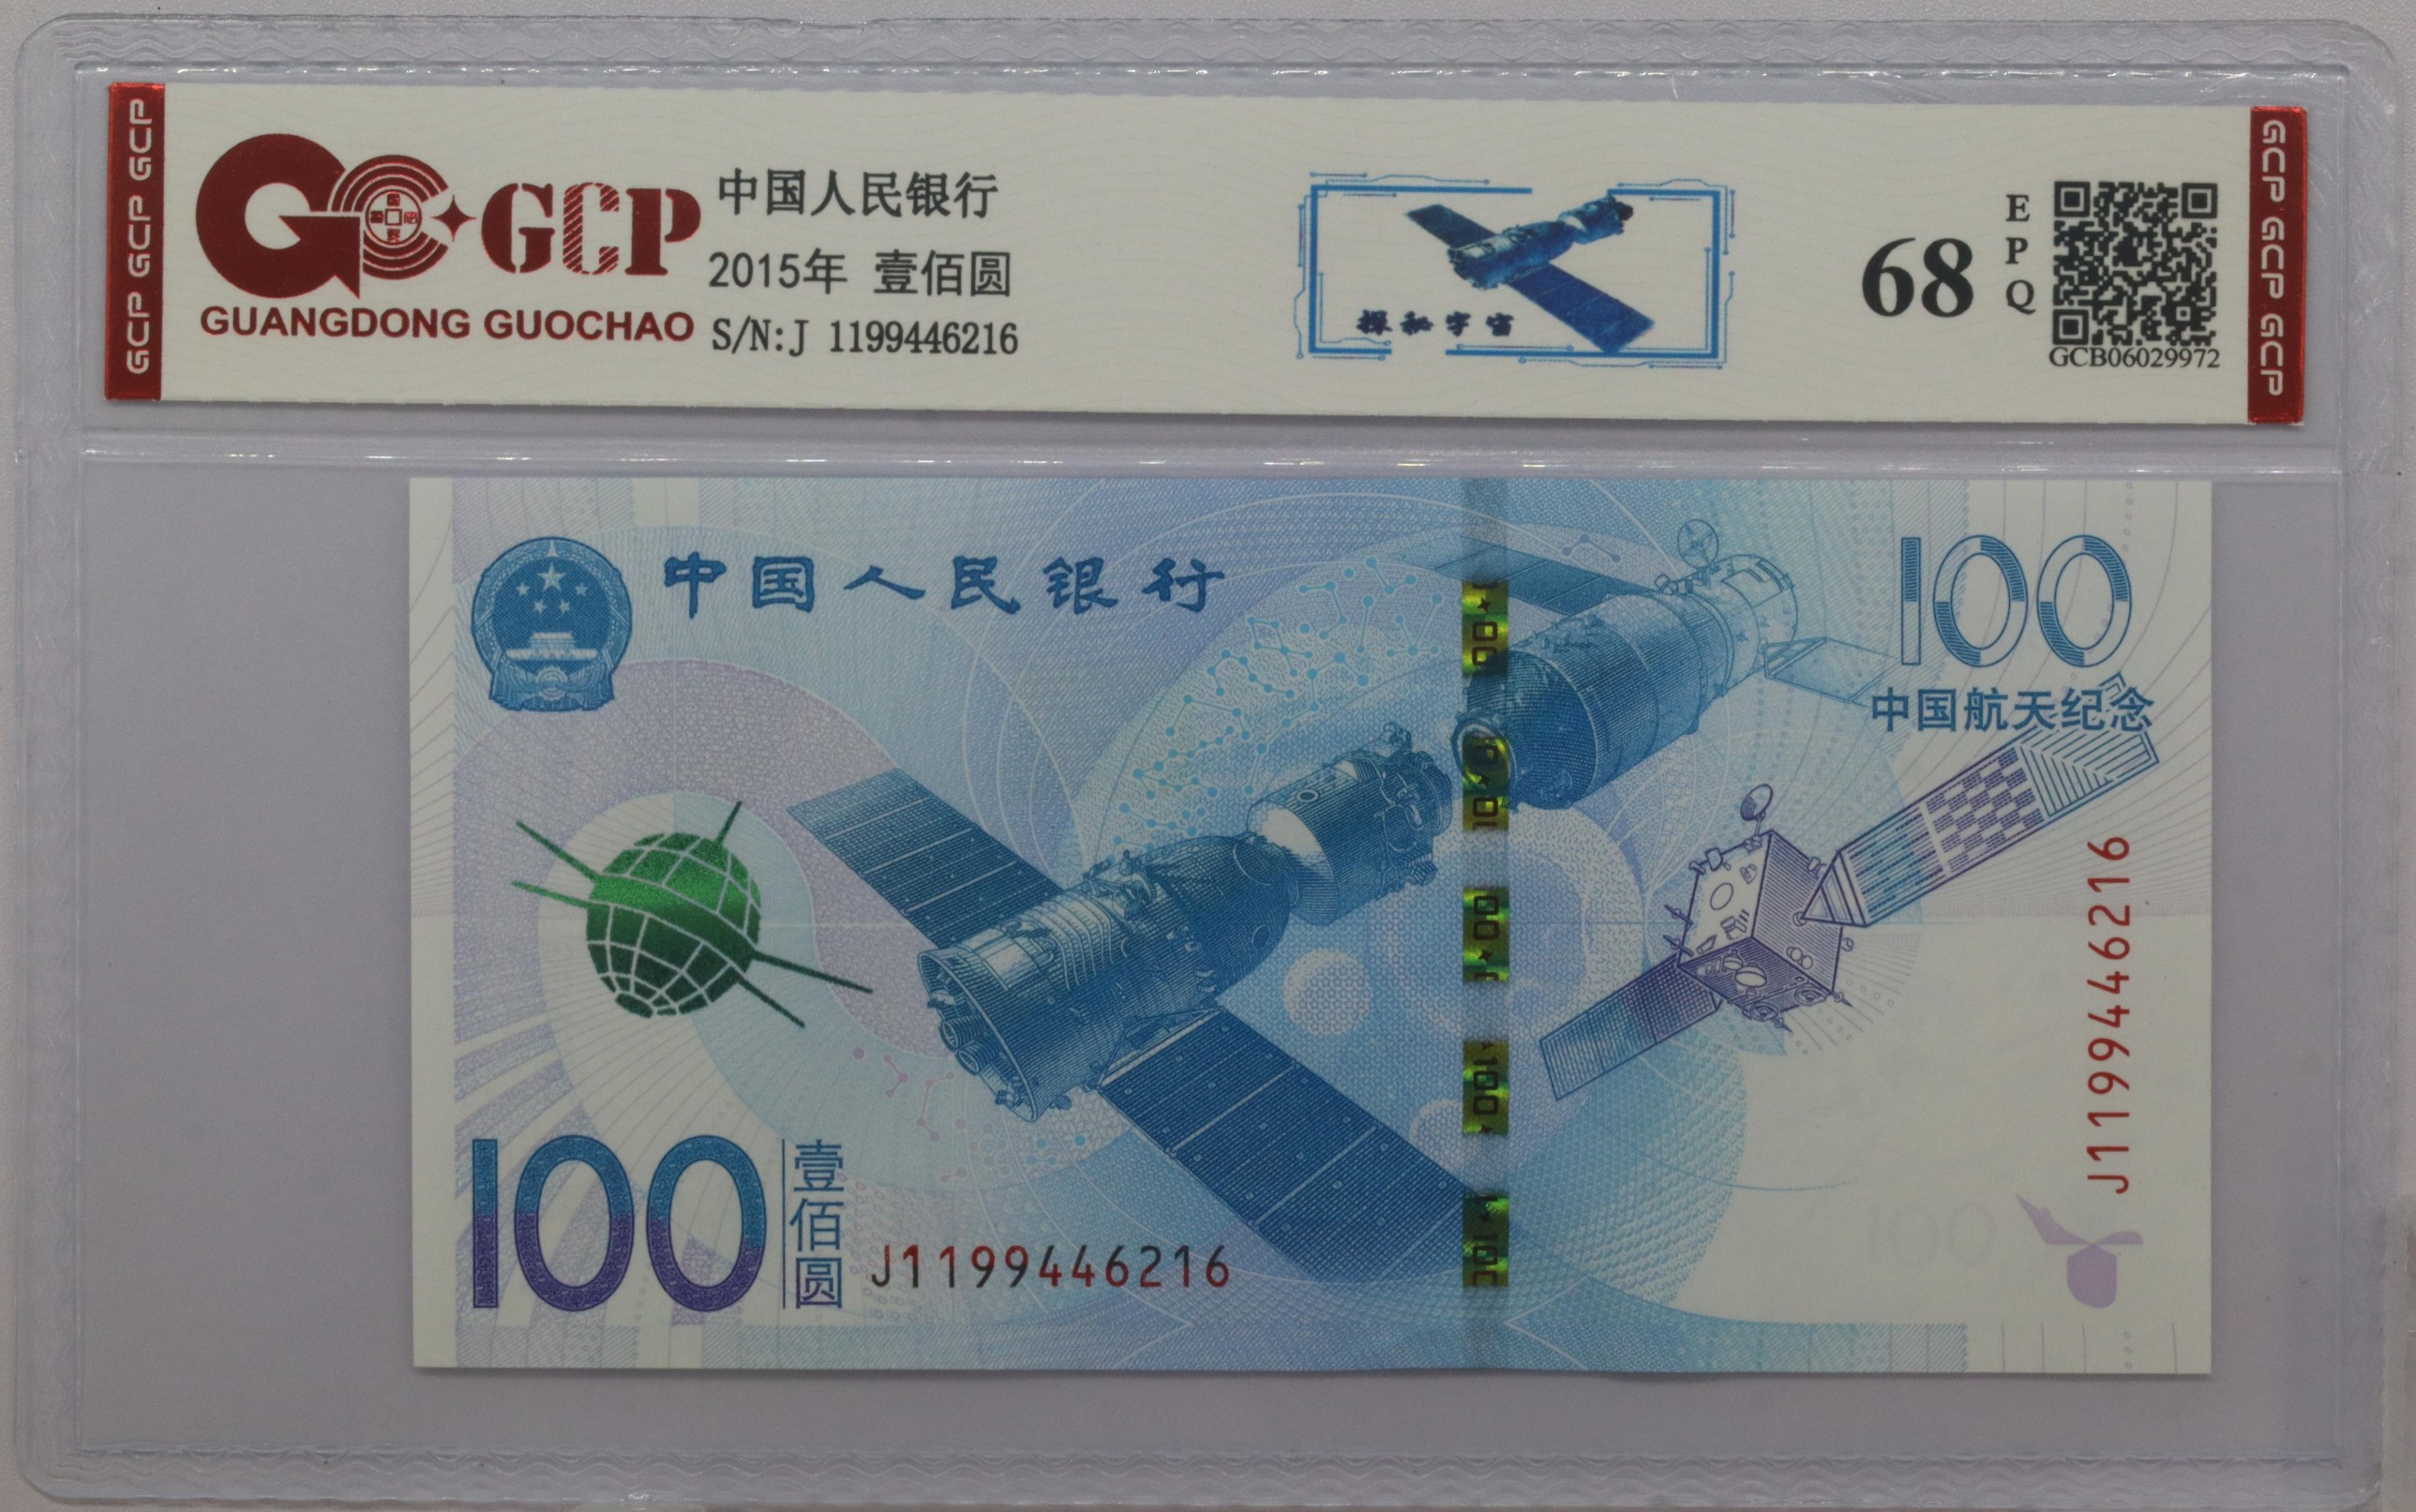 GCP GCP GCP
GCP
GUANGDONG GUOCHAO
中国人民银行
2015年 壹佰圆
S/N:J 1199446216
探秘宇宙
68
EPQ
GCB06029972
GCP GCP GCP
中国人民银行
100
中国航天纪念
J1199446216
100
壹佰圆
J1199446216